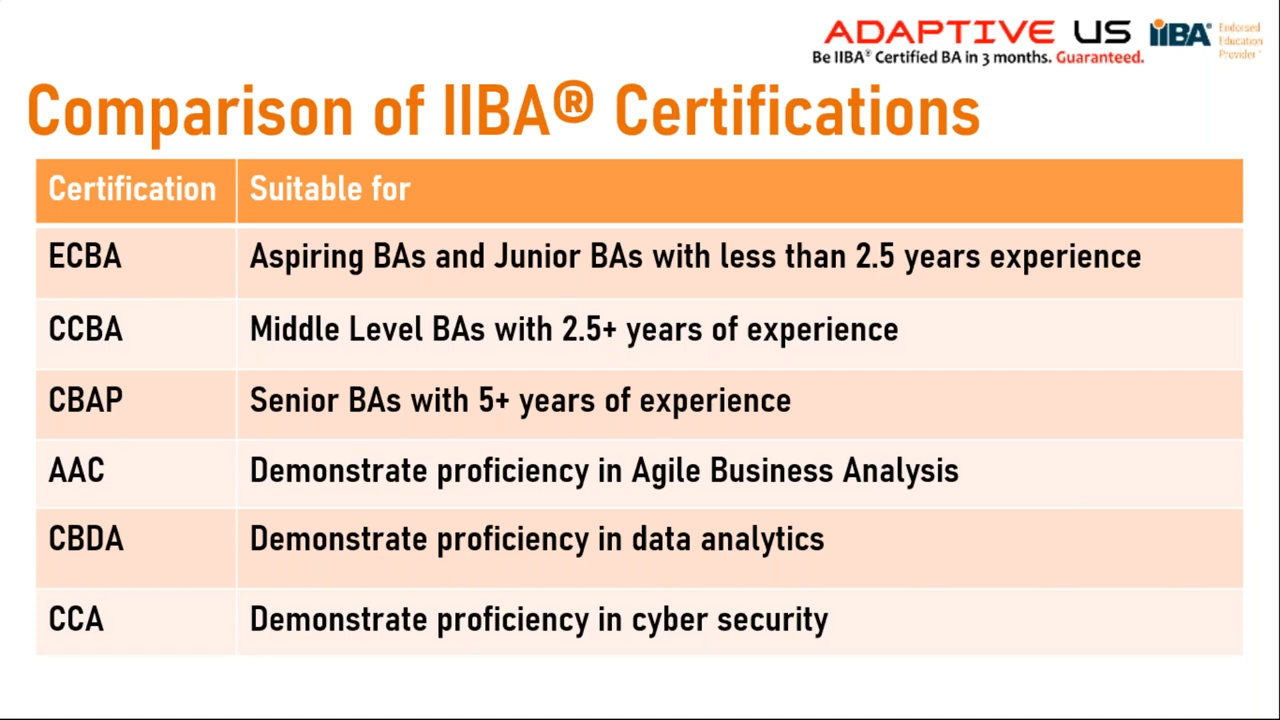 ADAPTIVE US
Be IIBA® Certified BA in 3 months. Guaranteed.
IIBA®
Endorsed
Education
Provider™
Comparison of IIBA® Certifications
Certification Suitable for
ECBA Aspiring BAs and Junior BAs with less than 2.5 years experience
CCBA Middle Level BAs with 2.5+ years of experience
CBAP Senior BAs with 5+ years of experience
AAC Demonstrate proficiency in Agile Business Analysis
CBDA Demonstrate proficiency in data analytics
CCA Demonstrate proficiency in cyber security